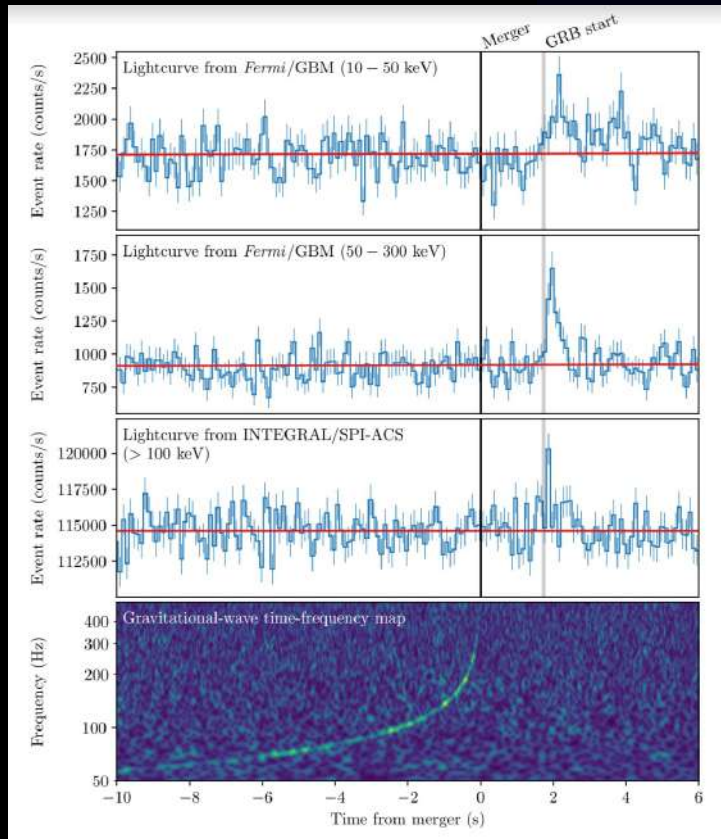 Merger
GRB start
2500
2250
2000
1750
1500
1250
Event rate (counts/s)
Lightcurve from Fermi/GBM (10 − 50 keV)
1750
1500
1250
1000
750
Event rate (counts/s)
Lightcurve from Fermi/GBM (50 − 300 keV)
120000
117500
115000
112500
Event rate (counts/s)
Lightcurve from INTEGRAL/SPI-ACS
(> 100 keV)
400
300
200
100
50
Frequency (Hz)
Gravitational-wave time-frequency map
−10 −8 −6 −4 −2 0 2 4 6
Time from merger (s)